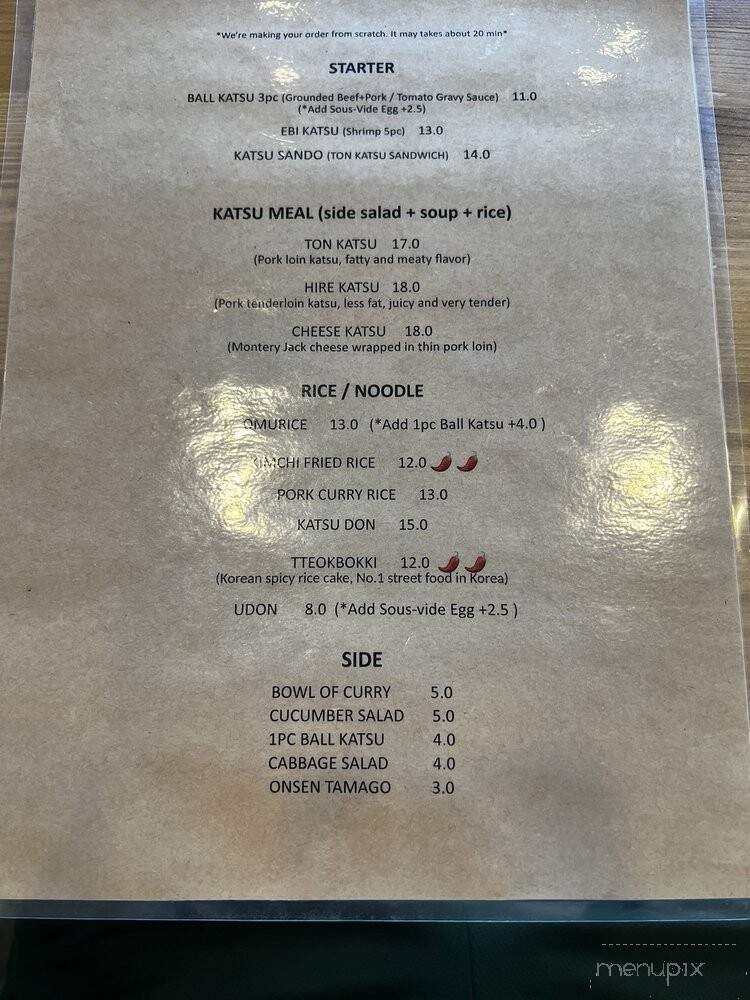 *We're making your order from scratch. It may takes about 20 min*
STARTER
BALL KATSU 3pc (Grounded Beef+Pork / Tomato Gravy Sauce) 11.0
(*Add Sous-Vide Egg +2.5)
EBI KATSU (Shrimp 5pc) 13.0
KATSU SANDO (TON KATSU SANDWICH) 14.0
KATSU MEAL (side salad + soup + rice)
TON KATSU 17.0
(Pork loin katsu, fatty and meaty flavor)
HIRE KATSU 18.0
(Pork tenderloin katsu, less fat, juicy and very tender)
CHEESE KATSU 18.0
(Montery Jack cheese wrapped in thin pork loin)
RICE / NOODLE
OMURICE 13.0 (*Add 1pc Ball Katsu +4.0 )
KIMCHI FRIED RICE 12.0
PORK CURRY RICE 13.0
KATSU DON 15.0
TTEOKBOKKI 12.0
(Korean spicy rice cake, No.1 street food in Korea)
UDON 8.0 (*Add Sous-vide Egg +2.5 )
SIDE
BOWL OF CURRY 5.0
CUCUMBER SALAD 5.0
1PC BALL KATSU 4.0
CABBAGE SALAD 4.0
ONSEN TAMAGO 3.0
menupix